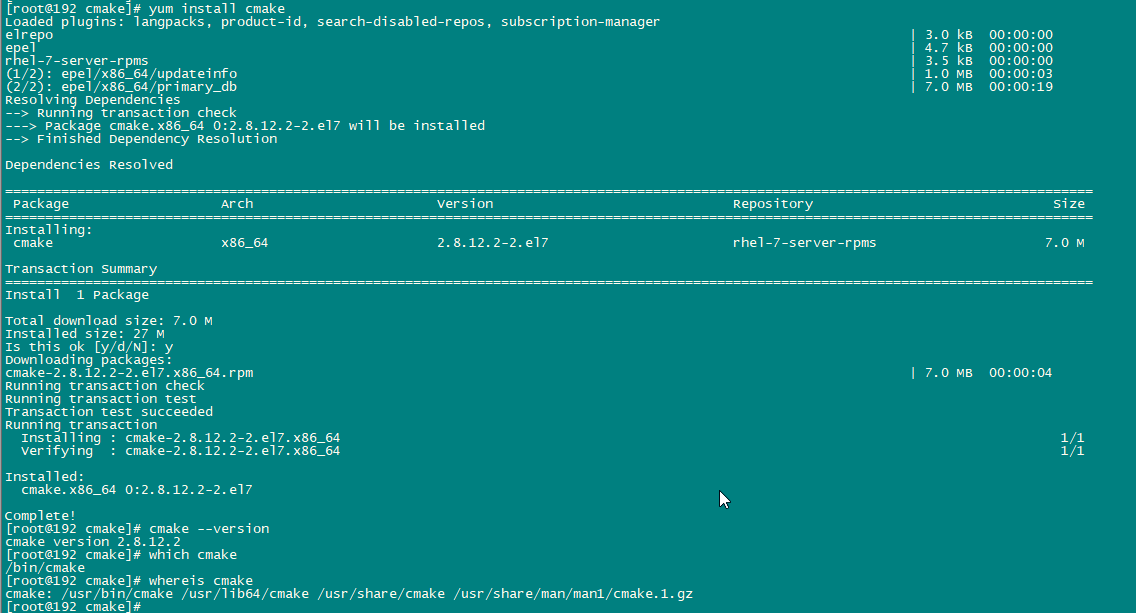 [root@192 cmake]# yum install cmake
Loaded plugins: langpacks, product-id, search-disabled-repos, subscription-manager
elrepo | 3.0 kB 00:00:00
epel | 4.7 kB 00:00:00
rhel-7-server-rpms | 3.5 kB 00:00:00
(1/2): epel/x86_64/updateinfo | 1.0 MB 00:00:03
(2/2): epel/x86_64/primary_db | 7.0 MB 00:00:19
Resolving Dependencies
--> Running transaction check
---> Package cmake.x86_64 0:2.8.12.2-2.el7 will be installed
--> Finished Dependency Resolution
Dependencies Resolved
Package Arch Version Repository Size
Installing:
cmake x86_64 2.8.12.2-2.el7 rhel-7-server-rpms 7.0 M
Transaction Summary
Install 1 Package
Total download size: 7.0 M
Installed size: 27 M
Is this ok [y/d/N]: y
Downloading packages:
cmake-2.8.12.2-2.el7.x86_64.rpm | 7.0 MB 00:00:04
Running transaction check
Running transaction test
Transaction test succeeded
Running transaction
Installing : cmake-2.8.12.2-2.el7.x86_64 1/1
Verifying : cmake-2.8.12.2-2.el7.x86_64 1/1
Installed:
cmake.x86_64 0:2.8.12.2-2.el7
Complete!
[root@192 cmake]# cmake --version
cmake version 2.8.12.2
[root@192 cmake]# which cmake
/bin/cmake
[root@192 cmake]# whereis cmake
cmake: /usr/bin/cmake /usr/lib64/cmake /usr/share/cmake /usr/share/man/man1/cmake.1.gz
[root@192 cmake]#